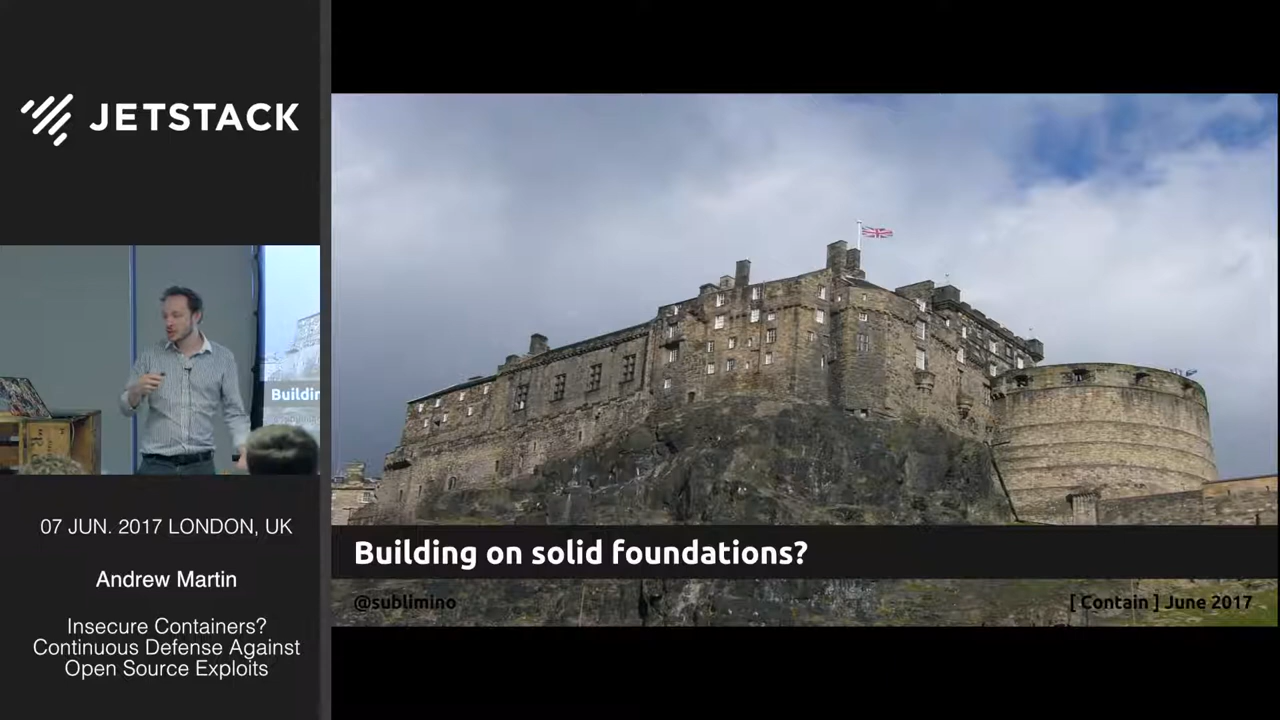 JETSTACK
Buildin
07 JUN. 2017 LONDON, UK
Andrew Martin
Insecure Containers?
Continuous Defense Against
Open Source Exploits
Building on solid foundations?
@sublimino
[ Contain ] June 2017